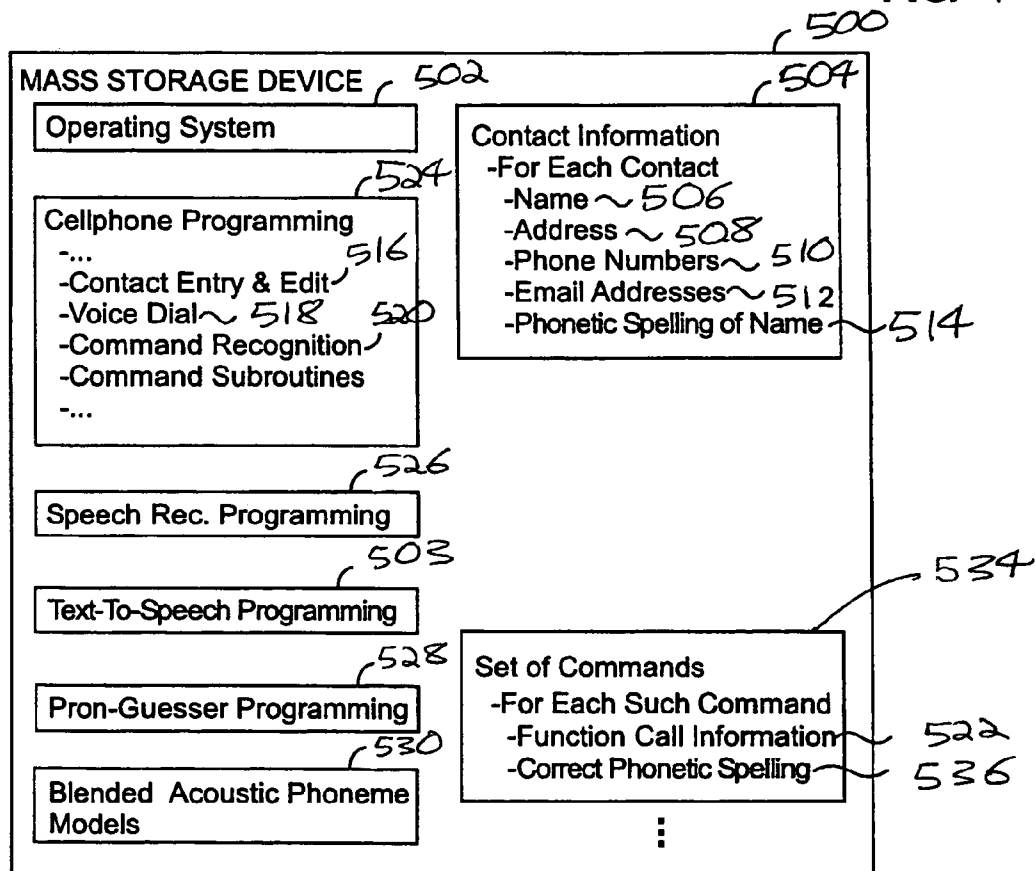 500
MASS STORAGE DEVICE 502
Operating System
524
Cellphone Programming
-...
-Contact Entry & Edit 516
-Voice Dial 518
-Command Recognition 520
-Command Subroutines
-...
526
Speech Rec. Programming
503
Text-To-Speech Programming
528
Pron-Guesser Programming
530
Blended Acoustic Phoneme
Models
504
Contact Information
-For Each Contact
-Name 506
-Address 508
-Phone Numbers 510
-Email Addresses 512
-Phonetic Spelling of Name 514
534
Set of Commands
-For Each Such Command
-Function Call Information 522
-Correct Phonetic Spelling 536